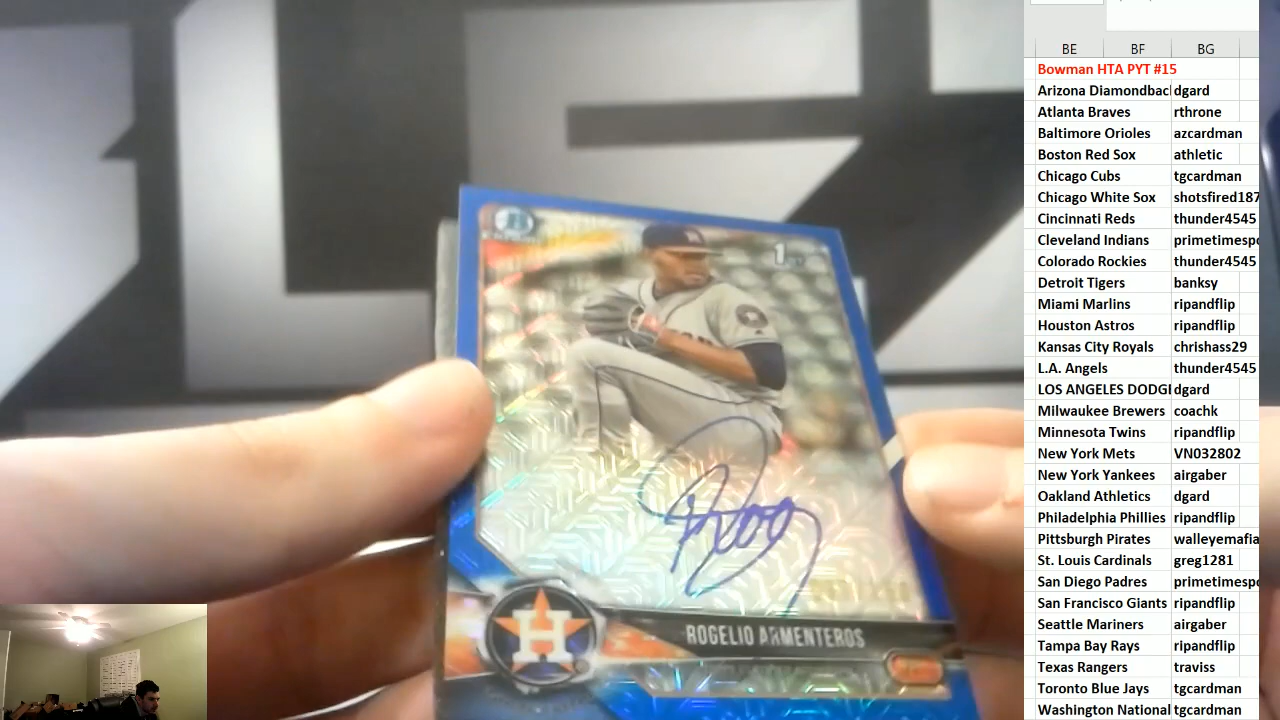 BE BF BG
Bowman HTA PYT #15
Arizona Diamondbac dgard
Atlanta Braves rthrone
Baltimore Orioles azcardman
Boston Red Sox athletic
Chicago Cubs tgcardman
Chicago White Sox shotsfired187
Cincinnati Reds thunder4545
Cleveland Indians primetimespo
Colorado Rockies thunder4545
Detroit Tigers banksy
Miami Marlins ripandflip
Houston Astros ripandflip
Kansas City Royals chrishass29
L.A. Angels thunder4545
LOS ANGELES DODG dgard
Milwaukee Brewers coachk
Minnesota Twins ripandflip
New York Mets VN032802
New York Yankees airgaber
Oakland Athletics dgard
Philadelphia Phillies ripandflip
Pittsburgh Pirates walleyemafia
St. Louis Cardinals greg1281
San Diego Padres primetimespo
San Francisco Giants ripandflip
Seattle Mariners airgaber
Tampa Bay Rays ripandflip
Texas Rangers traviss
Toronto Blue Jays tgcardman
Washington National tgcardman
1st
H
ROGELIO ARMENTEROS